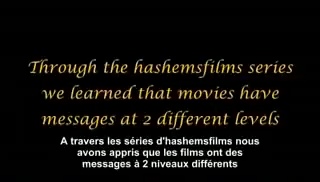 Through the hashemsfilms series
we learned that movies have
messages at 2 different levels
A travers les séries d'hashemsfilms nous
avons appris que les films ont des
messages à 2 niveaux différents